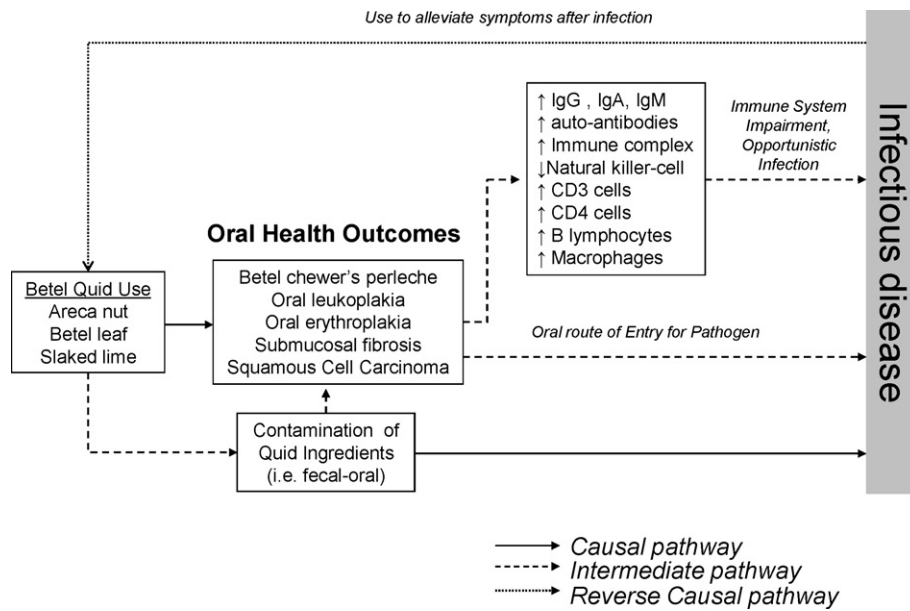 Use to alleviate symptoms after infection
↑ IgG , IgA, IgM
↑ auto-antibodies
↑ Immune complex
↓Natural killer-cell
↑ CD3 cells
↑ CD4 cells
↑ B lymphocytes
↑ Macrophages
Immune System
Impairment,
Opportunistic
Infection
Infectious disease
Oral Health Outcomes
Betel chewer's perleche
Oral leukoplakia
Oral erythroplakia
Submucosal fibrosis
Squamous Cell Carcinoma
Betel Quid Use
Areca nut
Betel leaf
Slaked lime
Oral route of Entry for Pathogen
Contamination of
Quid Ingredients
(i.e. fecal-oral)
Causal pathway
Intermediate pathway
Reverse Causal pathway